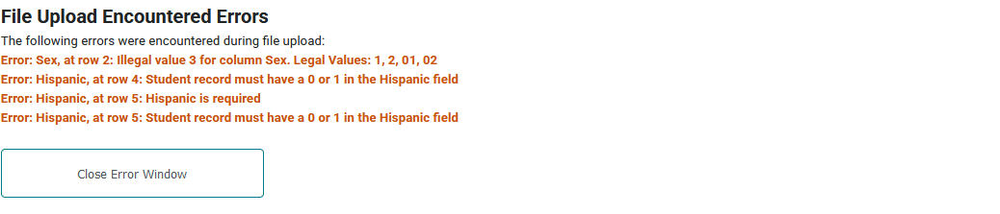 File Upload Encountered Errors
The following errors were encountered during file upload:
Error: Sex, at row 2: Illegal value 3 for column Sex. Legal Values: 1, 2, 01, 02
Error: Hispanic, at row 4: Student record must have a 0 or 1 in the Hispanic field
Error: Hispanic, at row 5: Hispanic is required
Error: Hispanic, at row 5: Student record must have a 0 or 1 in the Hispanic field
Close Error Window